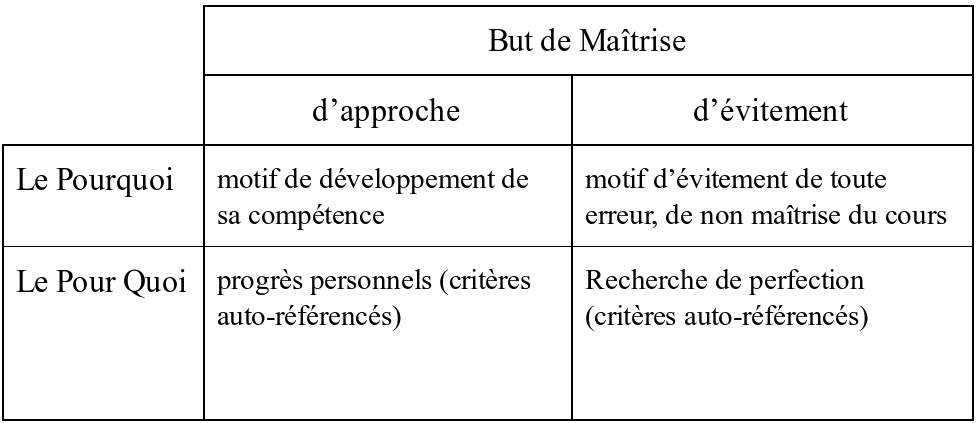 But de Maîtrise
d’approche
d’évitement
Le Pourquoi
motif de développement de
sa compétence
motif d’évitement de toute
erreur, de non maîtrise du cours
Le Pour Quoi
progrès personnels (critères
auto-référencés)
Recherche de perfection
(critères auto-référencés)